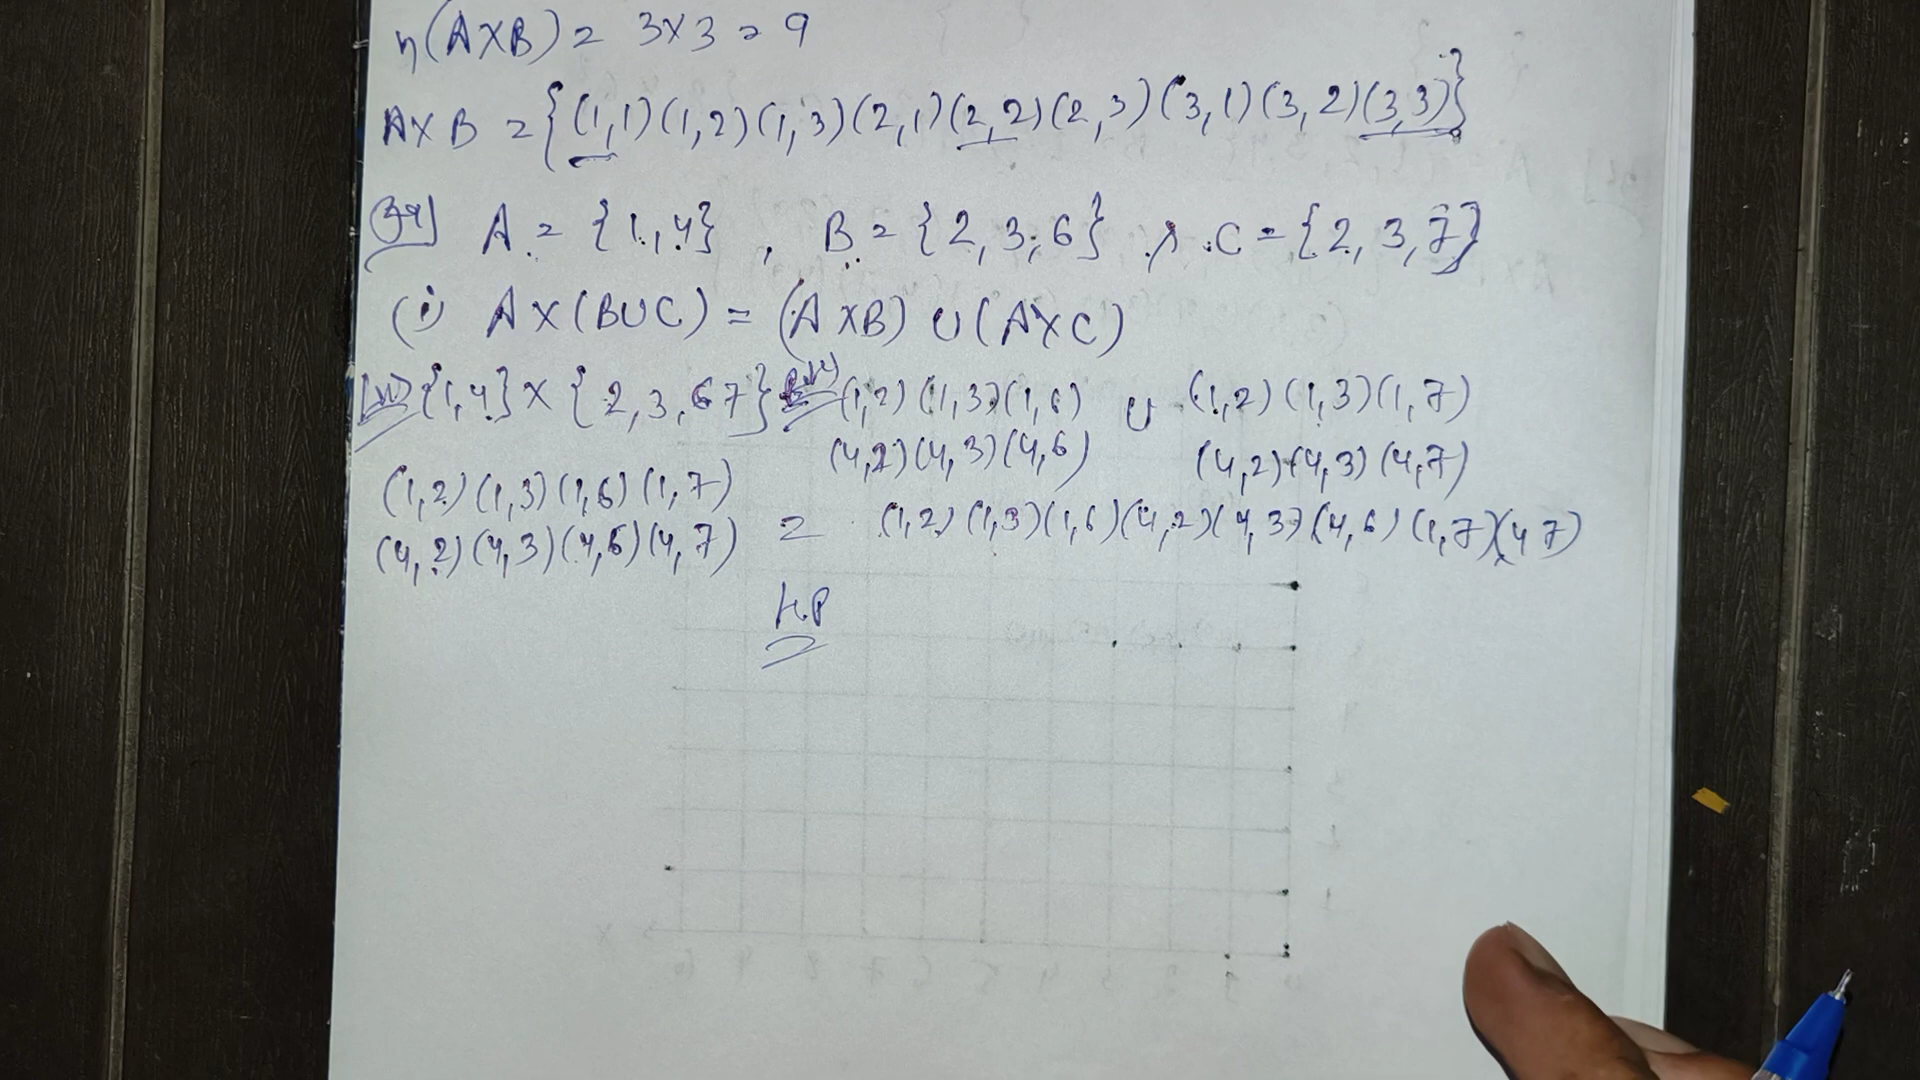 n(A×B) = 3×3 = 9
A×B = {(1,1)(1,2)(1,3)(2,1)(2,2)(2,3)(3,1)(3,2)(3,3)}
A = {1,4} , B = {2,3,6} , C = {2,3,7}
(i) A×(B∪C) = (A×B) ∪ (A×C)
{1,4} × {2,3,6 7} (1,2)(1,3)(1,6) ∪ (1,2)(1,3)(1,7)
(4,2)(4,3)(4,6) (4,2)(4,3)(4,7)
(1,2)(1,3)(1,6)(1,7)
(4,2)(4,3)(4,6)(4,7) = (1,2)(1,3)(1,6)(4,2)(4,3)(4,6)(1,7)(4 7)
H.P